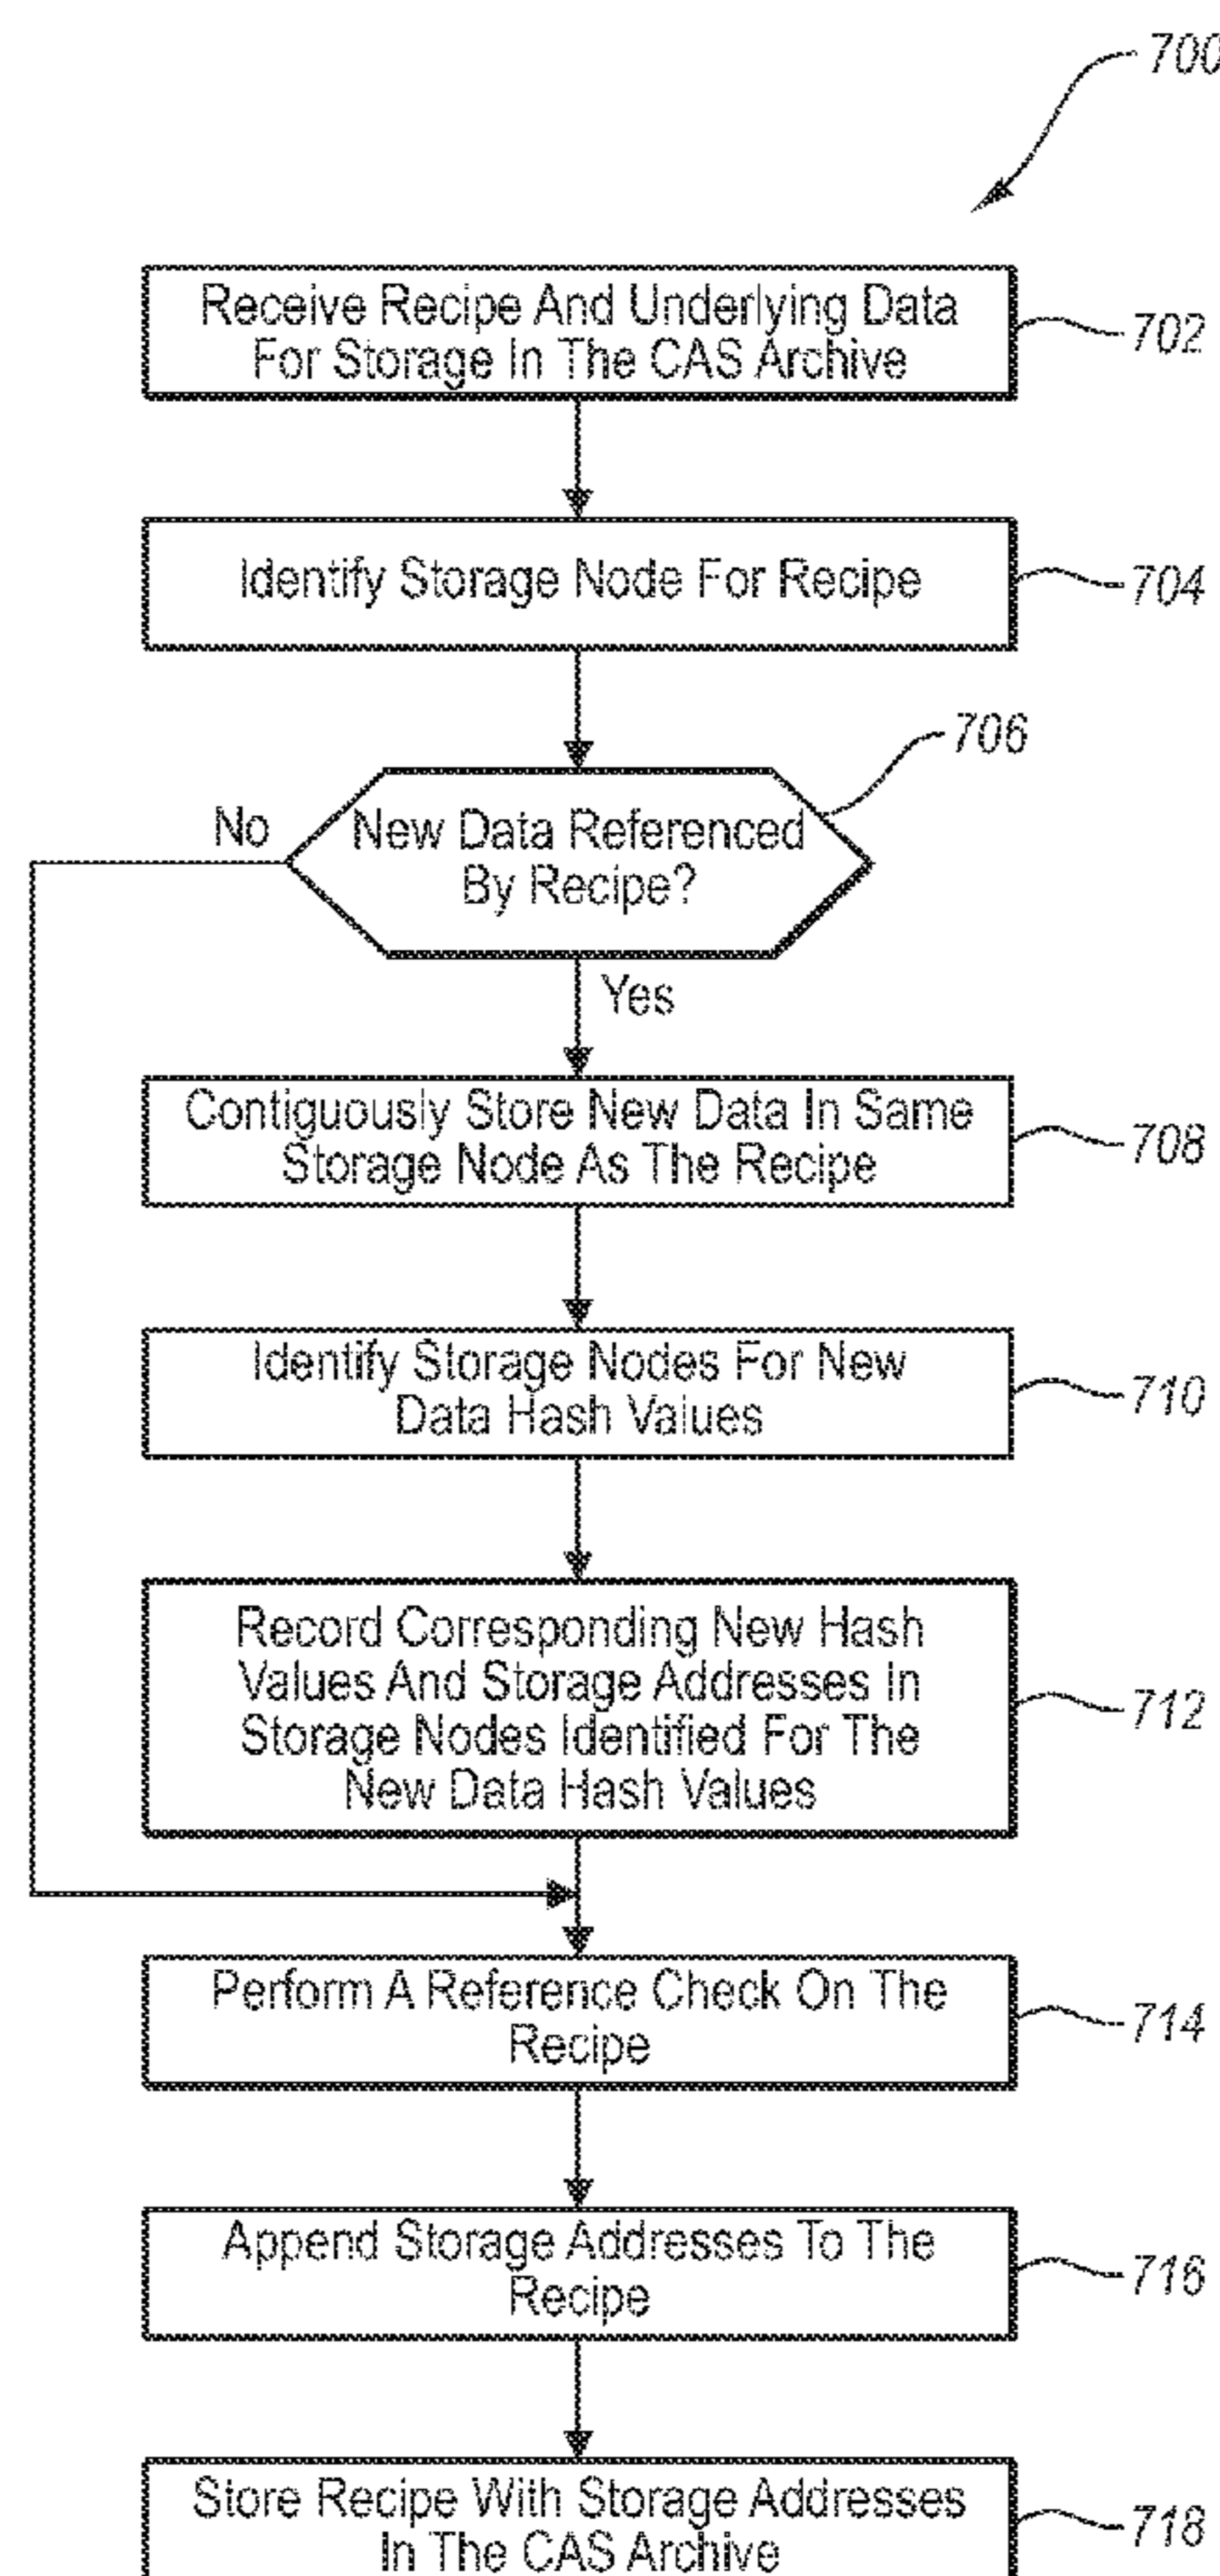 700
Receive Recipe And Underlying Data
For Storage In The CAS Archive
702
Identify Storage Node For Recipe
704
706
No
New Data Referenced
By Recipe?
Yes
Contiguously Store New Data In Same
Storage Node As The Recipe
708
Identify Storage Nodes For New
Data Hash Values
710
Record Corresponding New Hash
Values And Storage Addresses In
Storage Nodes Identified For The
New Data Hash Values
712
Perform A Reference Check On The
Recipe
714
Append Storage Addresses To The
Recipe
716
Store Recipe With Storage Addresses
In The CAS Archive
718